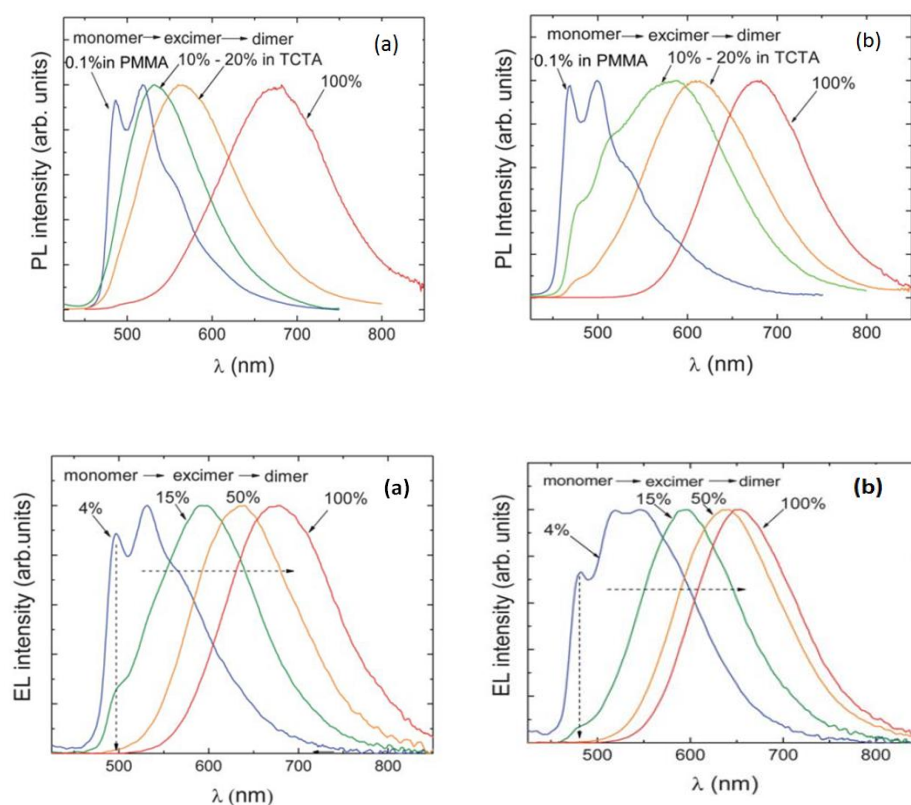 (a)
monomer → excimer → dimer
0.1% in PMMA
10% - 20% in TCTA
100%
PL intensity (arb. units)
500 600 700 800
λ (nm)
(b)
monomer → excimer → dimer
0.1% in PMMA
10% - 20% in TCTA
100%
PL Intensity (arb. units)
500 600 700 800
λ (nm)
(a)
monomer → excimer → dimer
4%
15%
50%
100%
EL intensity (arb.units)
500 600 700 800
λ (nm)
(b)
monomer → excimer → dimer
4%
15%
50%
100%
EL intensity (arb. units)
500 600 700 800
λ (nm)